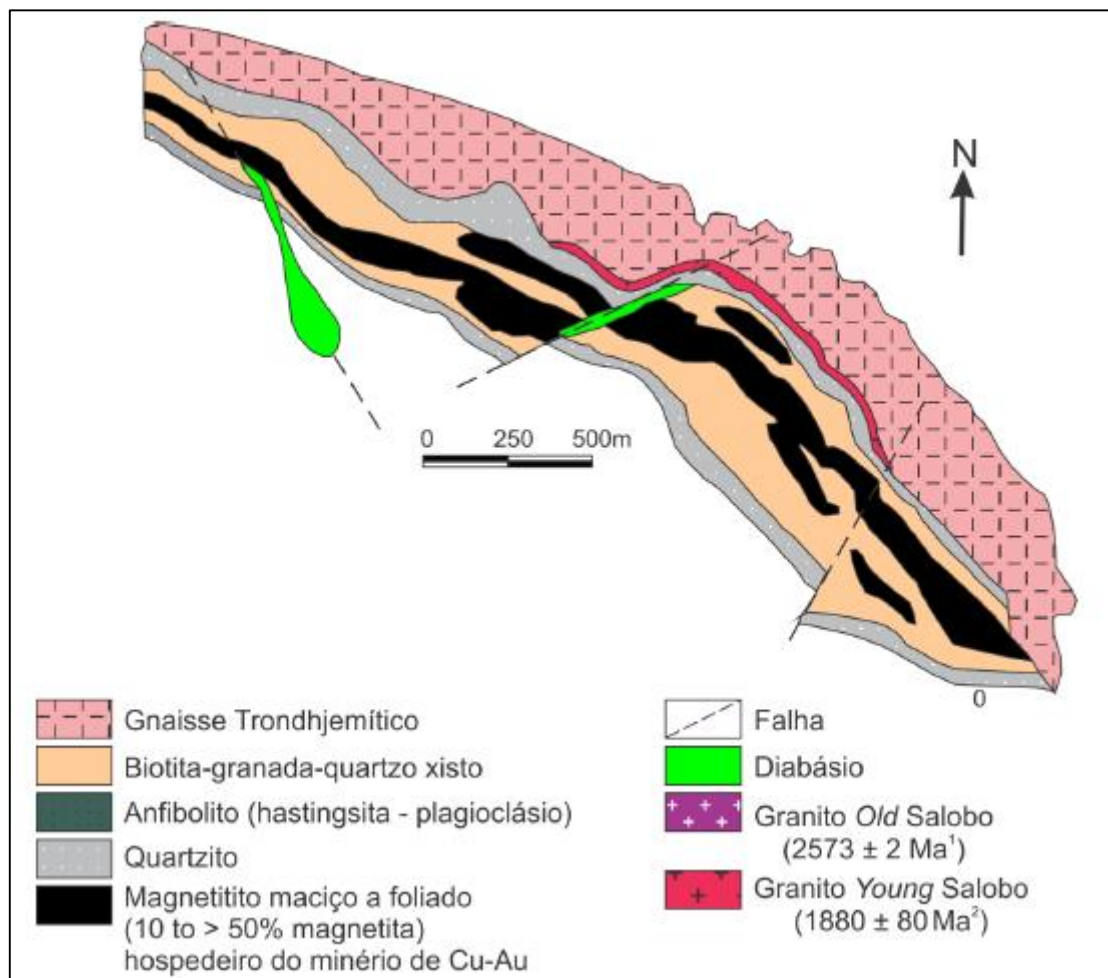 N
0 250 500m
0
Gnaisse Trondhjemítico
Biotita-granada-quartzo xisto
Anfibolito (hastingsita - plagioclásio)
Quartzito
Magnetitito maciço a foliado
(10 to > 50% magnetita)
hospedeiro do minério de Cu-Au
Falha
Diabásio
Granito Old Salobo
(2573 ± 2 Ma¹)
Granito Young Salobo
(1880 ± 80 Ma²)